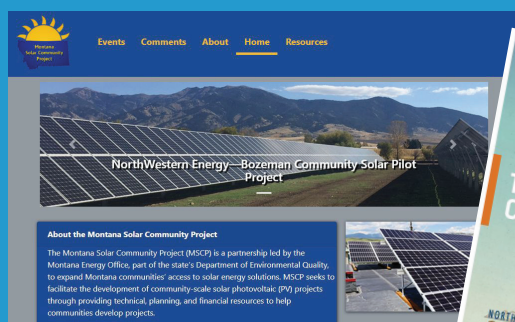 Montana
Solar Community
Project
Events Comments About Home Resources
NorthWestern Energy—Bozeman Community Solar Pilot
Project
About the Montana Solar Community Project
The Montana Solar Community Project (MSCP) is a partnership led by the
Montana Energy Office, part of the state's Department of Environmental Quality,
to expand Montana communities' access to solar energy solutions. MSCP seeks to
facilitate the development of community-scale solar photovoltaic (PV) projects
through providing technical, planning, and financial resources to help
communities develop projects.